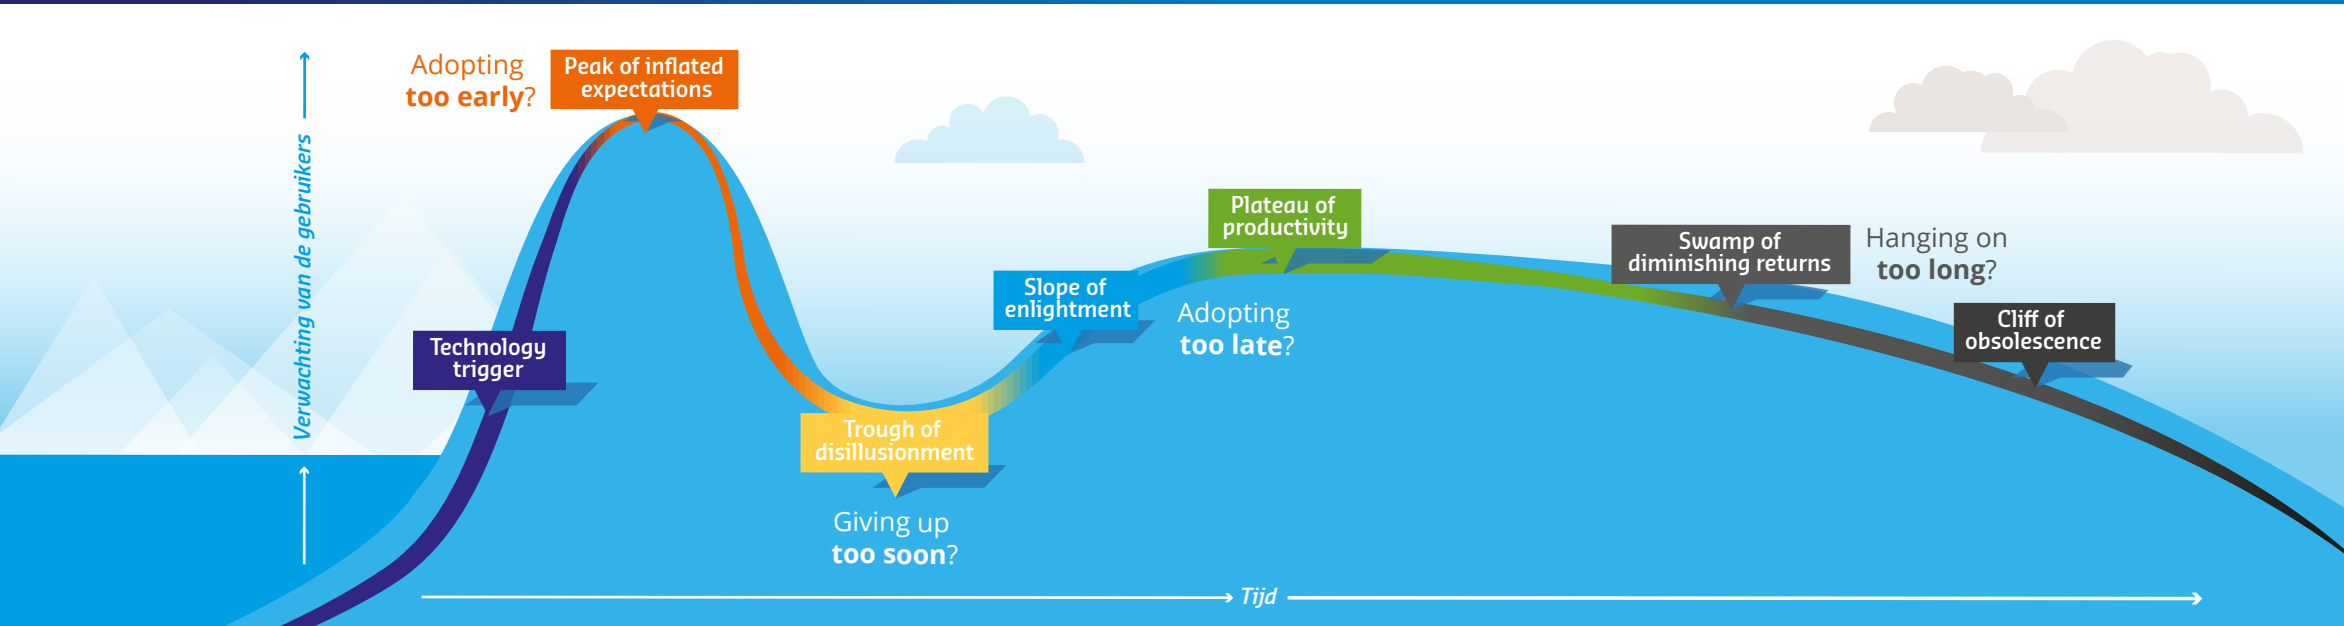 Adopting
too early?
Peak of inflated
expectations
Verwachting van de gebruikers
Technology
trigger
Trough of
disillusionment
Giving up
too soon?
Slope of
enlightment
Adopting
too late?
Plateau of
productivity
Swamp of
diminishing returns
Hanging on
too long?
Cliff of
obsolescence
Tijd